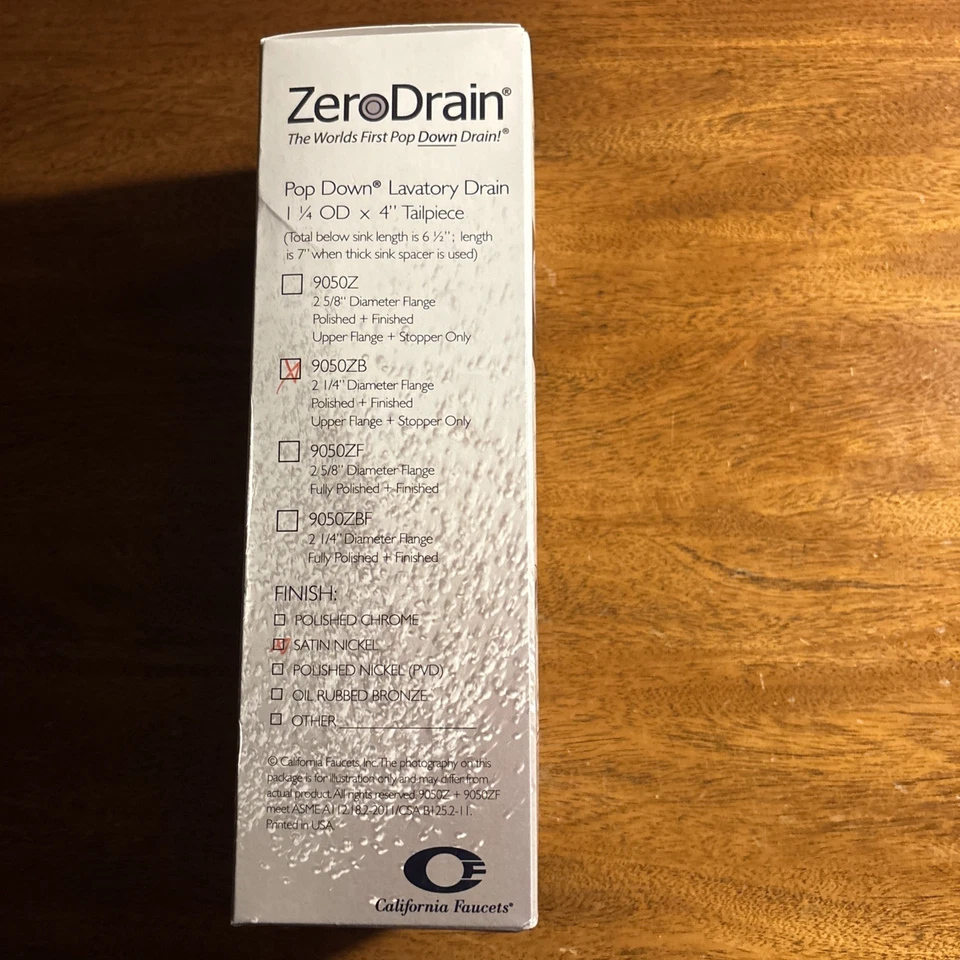 ZeroDrain®
The Worlds First Pop Down Drain!®
Pop Down® Lavatory Drain
1 ¼ OD x 4" Tailpiece
(Total below sink length is 6 ½"; length
is 7" when thick sink spacer is used)
9050Z
2 5/8" Diameter Flange
Polished + Finished
Upper Flange + Stopper Only
9050ZB
2 1/4" Diameter Flange
Polished + Finished
Upper Flange + Stopper Only
9050ZF
2 5/8" Diameter Flange
Fully Polished + Finished
9050ZBF
2 1/4" Diameter Flange
Fully Polished + Finished
FINISH:
POLISHED CHROME
SATIN NICKEL
POLISHED NICKEL (PVD)
OIL RUBBED BRONZE
OTHER
© California Faucets, Inc. The photography on this
package is for illustration only and may differ from
actual product. All rights reserved. 9050Z + 9050ZF
meet ASME A112.18.2-2011/CSA B125.2-11.
Printed in USA
CF
California Faucets®